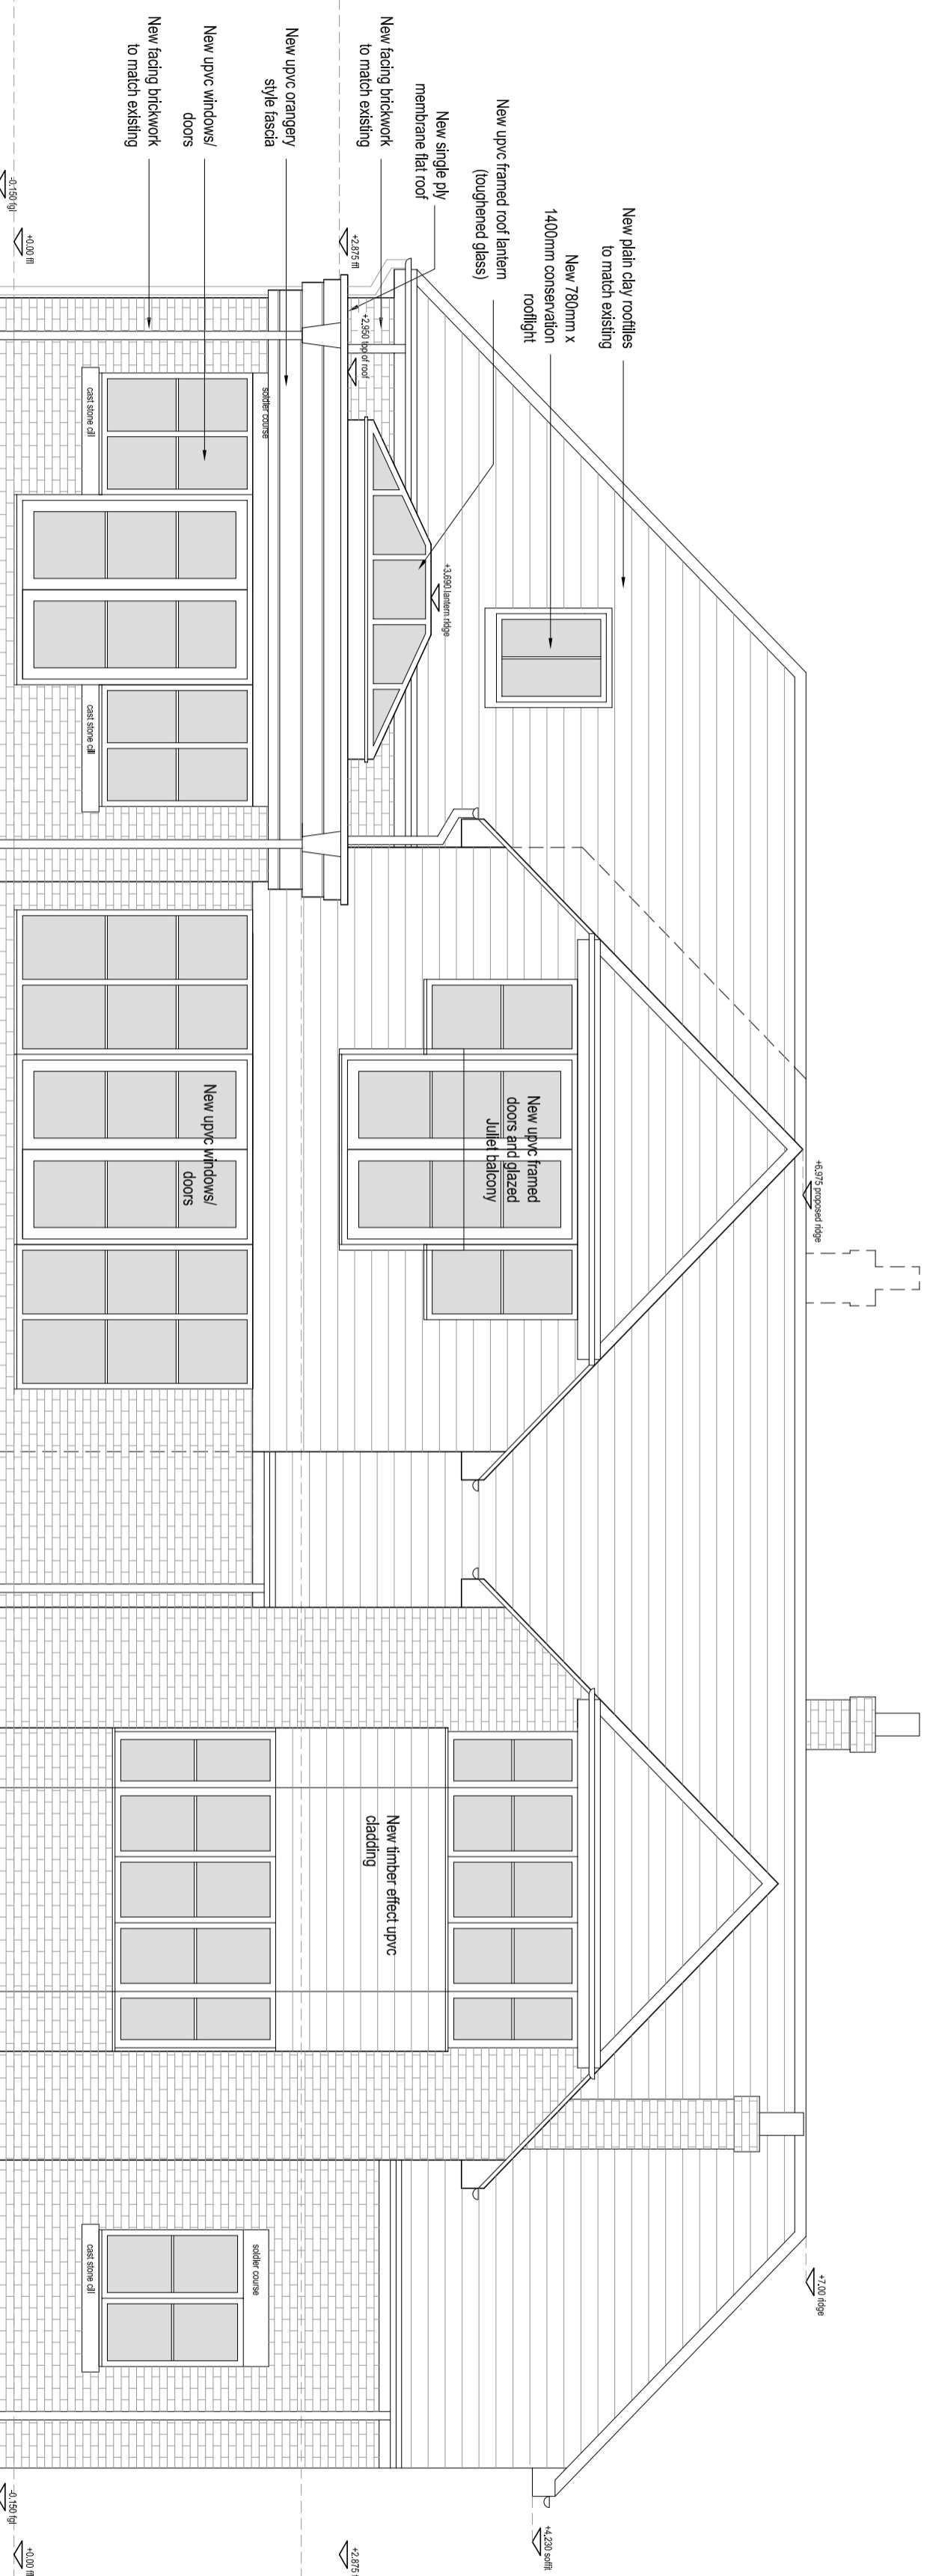 New plain clay rooftiles
to match existing
New 780mm x
1400mm conservation
rooflight
New upvc framed roof lantern
(toughened glass)
New single ply
membrane flat roof
New facing brickwork
to match existing
New upvc orangery
style fascia
New upvc windows/
doors
New facing brickwork
to match existing
+2.875 ffl
+0.00 ffl
-0.150 fgl
+2.950 top of roof
+3.690 lantern ridge
soldier course
cast stone cill
cast stone cill
+6.975 proposed ridge
New upvc framed
doors and glazed
Juliet balcony
New upvc windows/
doors
New timber effect upvc
cladding
soldier course
cast stone cill
+7.00 ridge
+4.230 soffit
+2.875 f
+0.00 ffl
-0.150 fgl